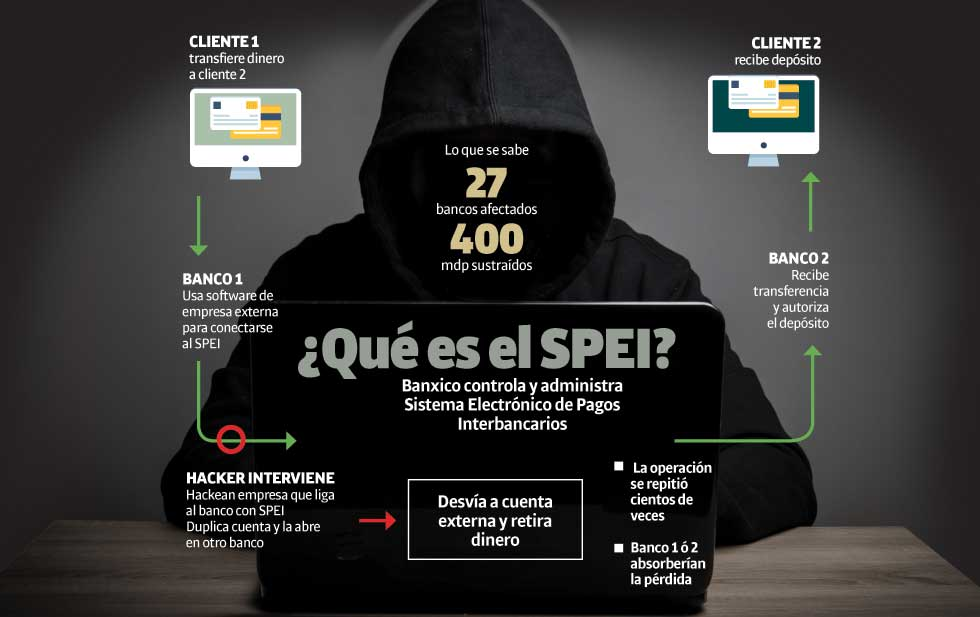 CLIENTE 1
transfiere dinero
a cliente 2
CLIENTE 2
recibe depósito
Lo que se sabe
27
bancos afectados
400
mdp sustraídos
BANCO 1
Usa software de
empresa externa
para conectarse
al SPEI
BANCO 2
Recibe
transferencia
y autoriza
el depósito
¿Qué es el SPEI?
Banxico controla y administra
Sistema Electrónico de Pagos
Interbancarios
HACKER INTERVIENE
Hackean empresa que liga
al banco con SPEI
Duplica cuenta y la abre
en otro banco
Desvía a cuenta
externa y retira
dinero
La operación
se repitió
cientos de
veces
Banco 1 ó 2
absorberían
la pérdida